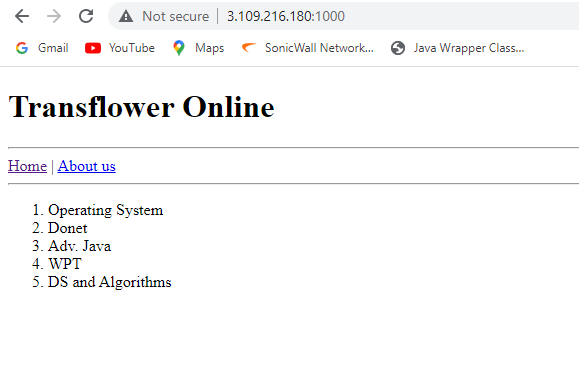 Not secure | 3.109.216.180:1000
Gmail YouTube Maps SonicWall Network... Java Wrapper Class...
Transflower Online
Home | About us
1. Operating System
2. Donet
3. Adv. Java
4. WPT
5. DS and Algorithms